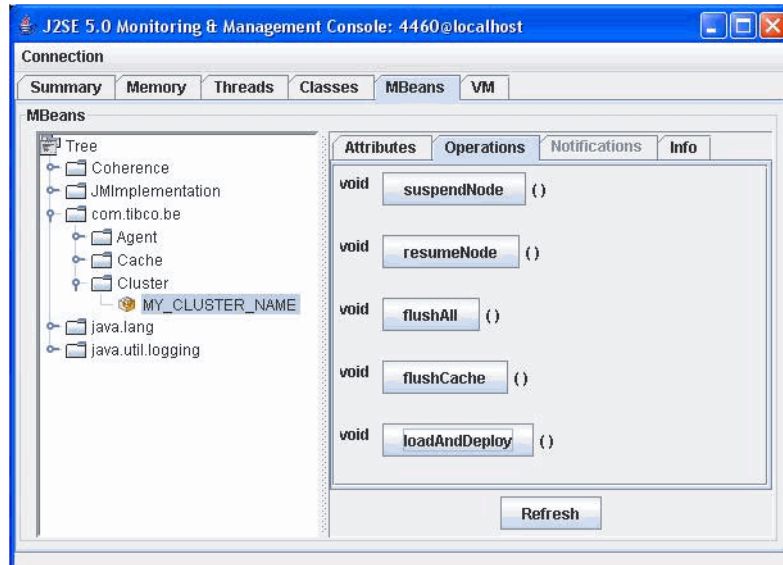 J2SE 5.0 Monitoring & Management Console: 4460@localhost
Connection
Summary Memory Threads Classes MBeans VM
MBeans
Tree
Coherence
JMImplementation
com.tibco.be
Agent
Cache
Cluster
MY_CLUSTER_NAME
java.lang
java.util.logging
Attributes Operations Notifications Info
void suspendNode ( )
void resumeNode ( )
void flushAll ( )
void flushCache ( )
void loadAndDeploy ( )
Refresh